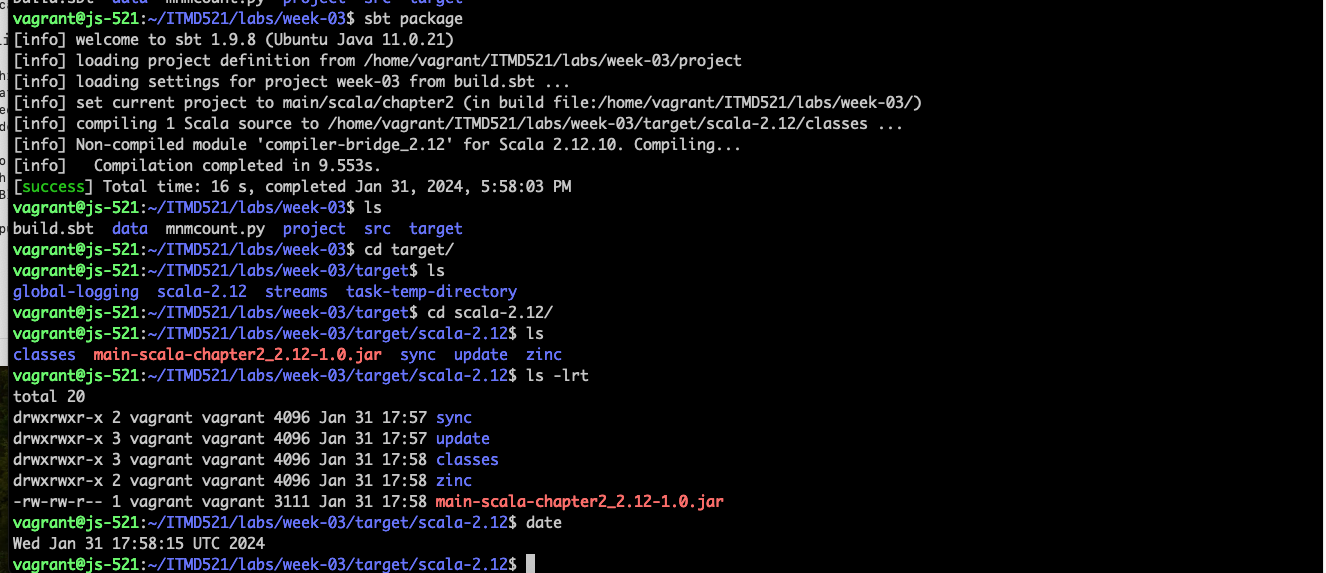 build.sbt data mnmcount.py project src target
vagrant@js-521:~/ITMD521/labs/week-03$ sbt package
[info] welcome to sbt 1.9.8 (Ubuntu Java 11.0.21)
[info] loading project definition from /home/vagrant/ITMD521/labs/week-03/project
[info] loading settings for project week-03 from build.sbt ...
[info] set current project to main/scala/chapter2 (in build file:/home/vagrant/ITMD521/labs/week-03/)
[info] compiling 1 Scala source to /home/vagrant/ITMD521/labs/week-03/target/scala-2.12/classes ...
[info] Non-compiled module 'compiler-bridge_2.12' for Scala 2.12.10. Compiling...
[info]   Compilation completed in 9.553s.
[success] Total time: 16 s, completed Jan 31, 2024, 5:58:03 PM
vagrant@js-521:~/ITMD521/labs/week-03$ ls
build.sbt  data  mnmcount.py  project  src  target
vagrant@js-521:~/ITMD521/labs/week-03$ cd target/
vagrant@js-521:~/ITMD521/labs/week-03/target$ ls
global-logging  scala-2.12  streams  task-temp-directory
vagrant@js-521:~/ITMD521/labs/week-03/target$ cd scala-2.12/
vagrant@js-521:~/ITMD521/labs/week-03/target/scala-2.12$ ls
classes  main-scala-chapter2_2.12-1.0.jar  sync  update  zinc
vagrant@js-521:~/ITMD521/labs/week-03/target/scala-2.12$ ls -lrt
total 20
drwxrwxr-x 2 vagrant vagrant 4096 Jan 31 17:57 sync
drwxrwxr-x 3 vagrant vagrant 4096 Jan 31 17:57 update
drwxrwxr-x 3 vagrant vagrant 4096 Jan 31 17:58 classes
drwxrwxr-x 2 vagrant vagrant 4096 Jan 31 17:58 zinc
-rw-rw-r-- 1 vagrant vagrant 3111 Jan 31 17:58 main-scala-chapter2_2.12-1.0.jar
vagrant@js-521:~/ITMD521/labs/week-03/target/scala-2.12$ date
Wed Jan 31 17:58:15 UTC 2024
vagrant@js-521:~/ITMD521/labs/week-03/target/scala-2.12$